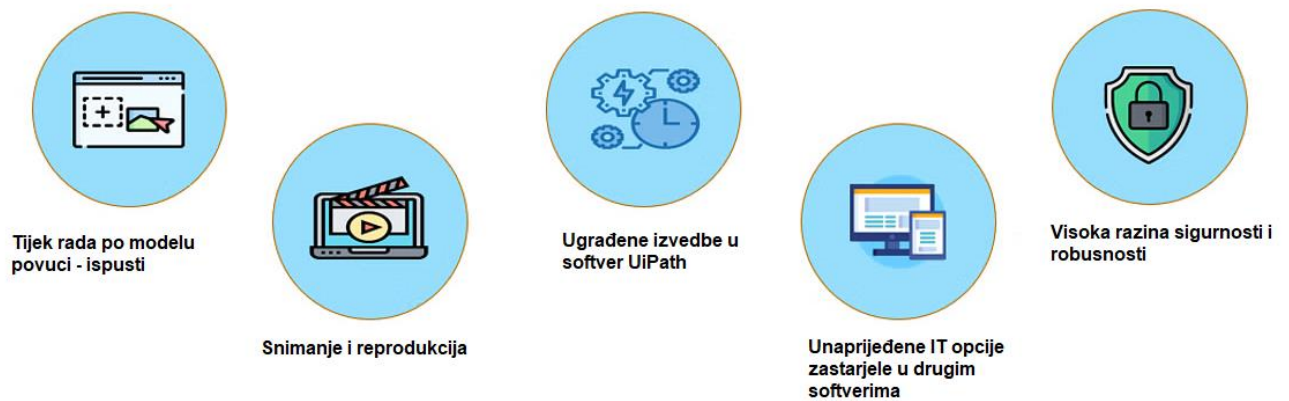 Tijek rada po modelu
povuci - ispusti
Snimanje i reprodukcija
Ugrađene izvedbe u
softver UiPath
Unaprijeđene IT opcije
zastarjele u drugim
softverima
Visoka razina sigurnosti i
robusnosti